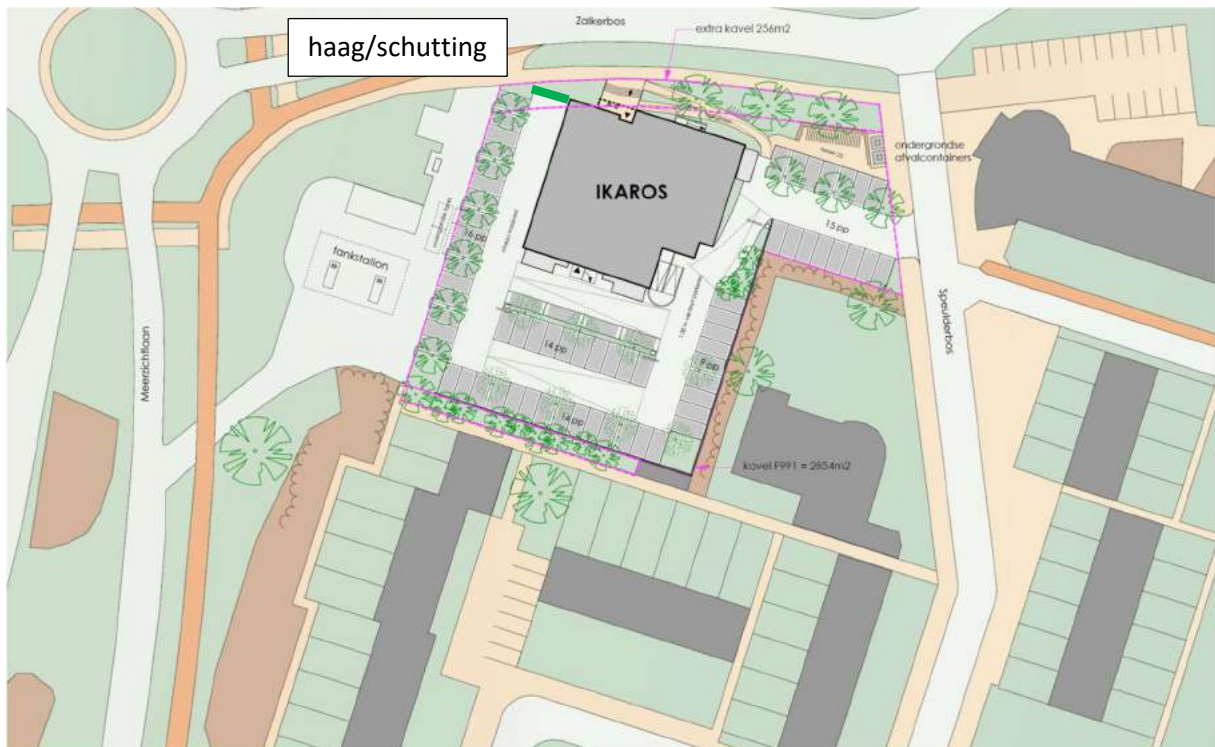 Zalkerbos
extra kavel 256m2
haag/schutting
ondergrondse
afvalcontainers
IKAROS
15 pp
16 pp
tankstation
Speulderbos
Meerzichtlaan
14 pp
9 pp
14 pp
kavel F991 = 2854m2